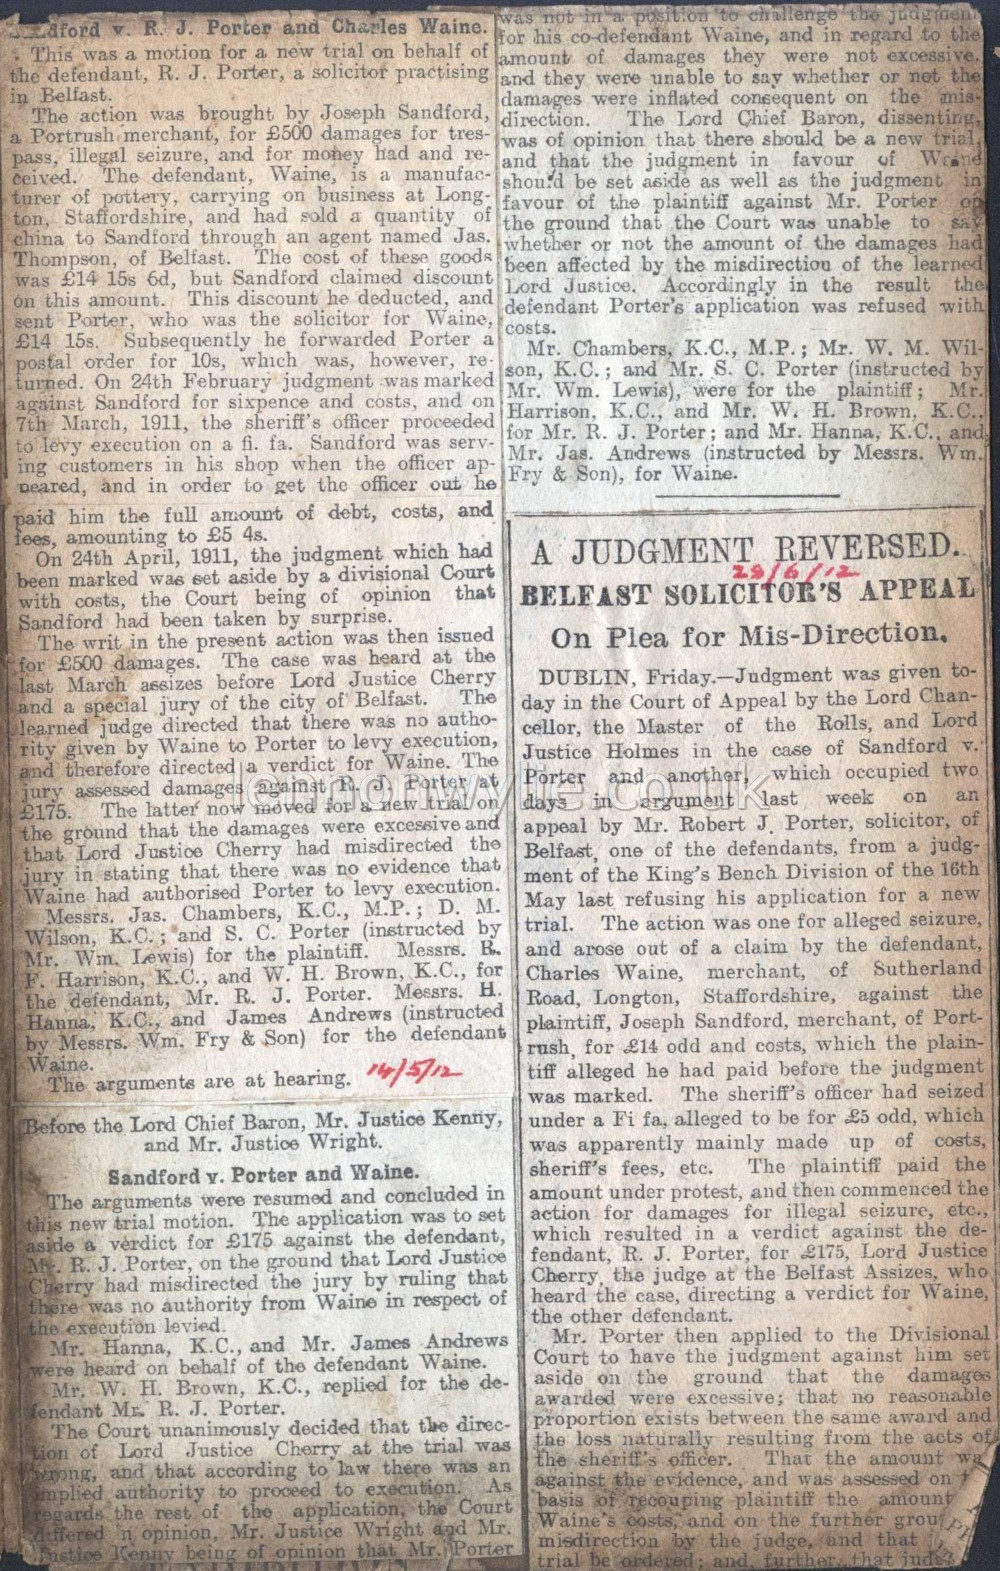 Sandford v. R. J. Porter and Charles Waine.
This was a motion for a new trial on behalf of
the defendant, R. J. Porter, a solicitor practising
in Belfast.
The action was brought by Joseph Sandford,
a Portrush merchant, for £500 damages for tres-
pass, illegal seizure, and for money had and re-
ceived. The defendant, Waine, is a manufac-
turer of pottery, carrying on business at Long-
ton, Staffordshire, and had sold a quantity of
china to Sandford through an agent named Jas.
Thompson, of Belfast. The cost of these goods
was £14 15s 6d, but Sandford claimed discount
on this amount. This discount he deducted, and
sent Porter, who was the solicitor for Waine,
£14 15s. Subsequently he forwarded Porter a
postal order for 10s, which was, however, re-
turned. On 24th February judgment was marked
against Sandford for sixpence and costs, and on
7th March, 1911, the sheriff's officer proceeded
to levy execution on a fi. fa. Sandford was serv-
ing customers in his shop when the officer ap-
peared, and in order to get the officer out he
paid him the full amount of debt, costs, and
fees, amounting to £5 4s.
On 24th April, 1911, the judgment which had
been marked was set aside by a divisional Court
with costs, the Court being of opinion that
Sandford had been taken by surprise.
The writ in the present action was then issued
for £500 damages. The case was heard at the
last March assizes before Lord Justice Cherry
and a special jury of the city of Belfast. The
learned judge directed that there was no autho-
rity given by Waine to Porter to levy execution,
and therefore directed a verdict for Waine. The
jury assessed damages against R. J. Porter at
£175. The latter now moved for a new trial on
the ground that the damages were excessive and
that Lord Justice Cherry had misdirected the
jury in stating that there was no evidence that
Waine had authorised Porter to levy execution.
Messrs. Jas. Chambers, K.C., M.P.; D. M.
Wilson, K.C.; and S. C. Porter (instructed by
Mr. Wm. Lewis) for the plaintiff. Messrs. R.
F. Harrison, K.C., and W. H. Brown, K.C., for
the defendant, Mr. R. J. Porter. Messrs. H.
Hanna, K.C., and James Andrews (instructed
by Messrs. Wm. Fry & Son) for the defendant
Waine.
The arguments are at hearing. 14/5/12
Before the Lord Chief Baron, Mr. Justice Kenny,
and Mr. Justice Wright.
Sandford v. Porter and Waine.
The arguments were resumed and concluded in
this new trial motion. The application was to set
aside a verdict for £175 against the defendant,
Mr. R. J. Porter, on the ground that Lord Justice
Cherry had misdirected the jury by ruling that
there was no authority from Waine in respect of
the execution levied.
Mr. Hanna, K.C., and Mr. James Andrews
were heard on behalf of the defendant Waine.
Mr. W. H. Brown, K.C., replied for the de-
fendant Mr. R. J. Porter.
The Court unanimously decided that the direc-
tion of Lord Justice Cherry at the trial was
wrong, and that according to law there was an
implied authority to proceed to execution. As
regards the rest of the application, the Court
differed in opinion, Mr. Justice Wright and Mr.
Justice Kenny being of opinion that Mr. Porter
was not in a position to challenge the judgment
for his co-defendant Waine, and in regard to the
amount of damages they were not excessive,
and they were unable to say whether or not the
damages were inflated consequent on the mis-
direction. The Lord Chief Baron, dissenting,
was of opinion that there should be a new trial,
and that the judgment in favour of Waine
should be set aside as well as the judgment in
favour of the plaintiff against Mr. Porter on
the ground that the Court was unable to say
whether or not the amount of the damages had
been affected by the misdirection of the learned
Lord Justice. Accordingly in the result the
defendant Porter's application was refused with
costs.
Mr. Chambers, K.C., M.P.; Mr. W. M. Wil-
son, K.C.; and Mr. S. C. Porter (instructed by
Mr. Wm. Lewis), were for the plaintiff; Mr.
Harrison, K.C., and Mr. W. H. Brown, K.C.,
for Mr. R. J. Porter; and Mr. Hanna, K.C., and
Mr. Jas. Andrews (instructed by Messrs. Wm.
Fry & Son), for Waine.
A JUDGMENT REVERSED.
28/6/12
BELFAST SOLICITOR'S APPEAL
On Plea for Mis-Direction.
DUBLIN, Friday.—Judgment was given to-
day in the Court of Appeal by the Lord Chan-
cellor, the Master of the Rolls, and Lord
Justice Holmes in the case of Sandford v.
Porter and another, which occupied two
days in argument last week on an
appeal by Mr. Robert J. Porter, solicitor, of
Belfast, one of the defendants, from a judg-
ment of the King's Bench Division of the 16th
May last refusing his application for a new
trial. The action was one for alleged seizure,
and arose out of a claim by the defendant,
Charles Waine, merchant, of Sutherland
Road, Longton, Staffordshire, against the
plaintiff, Joseph Sandford, merchant, of Port-
rush, for £14 odd and costs, which the plain-
tiff alleged he had paid before the judgment
was marked. The sheriff's officer had seized
under a Fi fa, alleged to be for £5 odd, which
was apparently mainly made up of costs,
sheriff's fees, etc. The plaintiff paid the
amount under protest, and then commenced the
action for damages for illegal seizure, etc.,
which resulted in a verdict against the de-
fendant, R. J. Porter, for £175, Lord Justice
Cherry, the judge at the Belfast Assizes, who
heard the case, directing a verdict for Waine,
the other defendant.
Mr. Porter then applied to the Divisional
Court to have the judgment against him set
aside on the ground that the damages
awarded were excessive; that no reasonable
proportion exists between the same award and
the loss naturally resulting from the acts of
the sheriff's officer. That the amount wa
against the evidence, and was assessed on
basis of recouping plaintiff the amount
Waine's costs, and on the further grou
misdirection by the judge, and that
trial be ordered; and, further, that jud
lennonwylie.co.uk